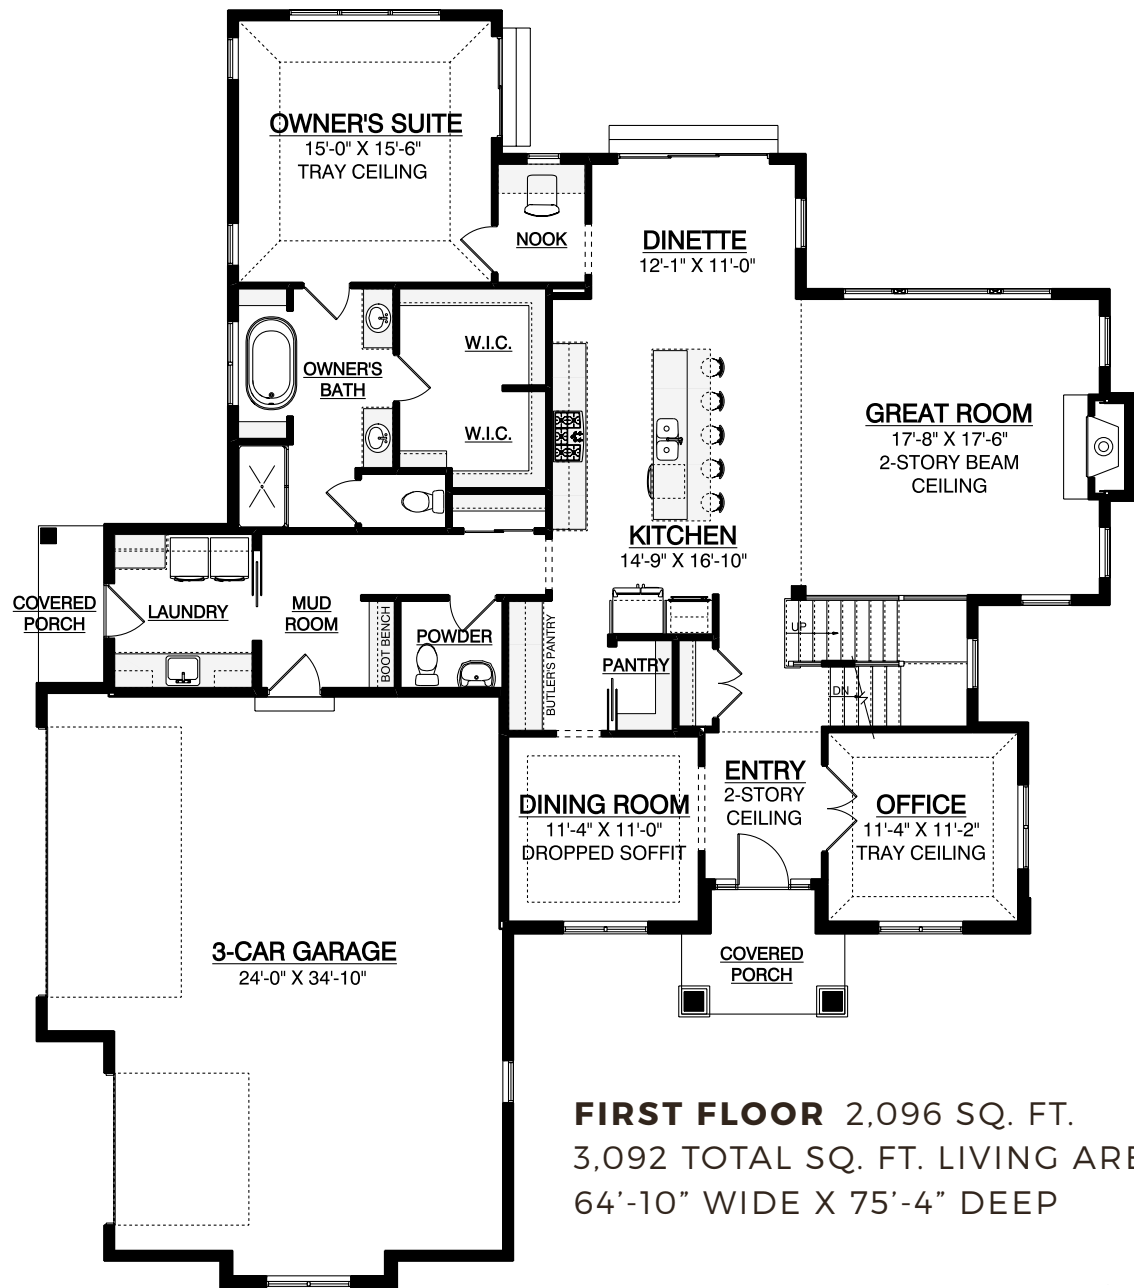 OWNER'S SUITE
15'-0" X 15'-6"
TRAY CEILING
NOOK
DINETTE
12'-1" X 11'-0"
W.I.C.
OWNER'S
BATH
W.I.C.
GREAT ROOM
17'-8" X 17'-6"
2-STORY BEAM
CEILING
KITCHEN
14'-9" X 16'-10"
COVERED
PORCH
LAUNDRY
MUD
ROOM
BOOT BENCH
POWDER
BUTLER'S PANTRY
PANTRY
UP
DN
DINING ROOM
11'-4" X 11'-0"
DROPPED SOFFIT
ENTRY
2-STORY
CEILING
OFFICE
11'-4" X 11'-2"
TRAY CEILING
3-CAR GARAGE
24'-0" X 34'-10"
COVERED
PORCH
FIRST FLOOR 2,096 SQ. FT.
3,092 TOTAL SQ. FT. LIVING ARE
64'-10" WIDE X 75'-4" DEEP